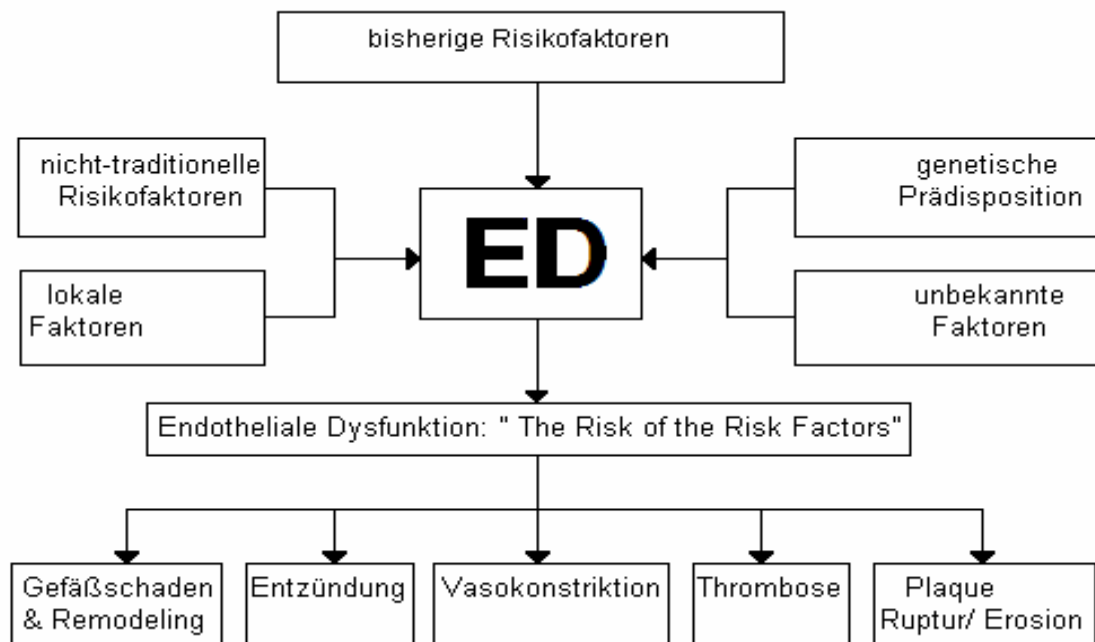 bisherige Risikofaktoren
nicht-traditionelle
Risikofaktoren
genetische
Prädisposition
ED
lokale
Faktoren
unbekannte
Faktoren
Endotheliale Dysfunktion: " The Risk of the Risk Factors"
Gefäßschaden
& Remodeling
Entzündung
Vasokonstriktion
Thrombose
Plaque
Ruptur/ Erosion